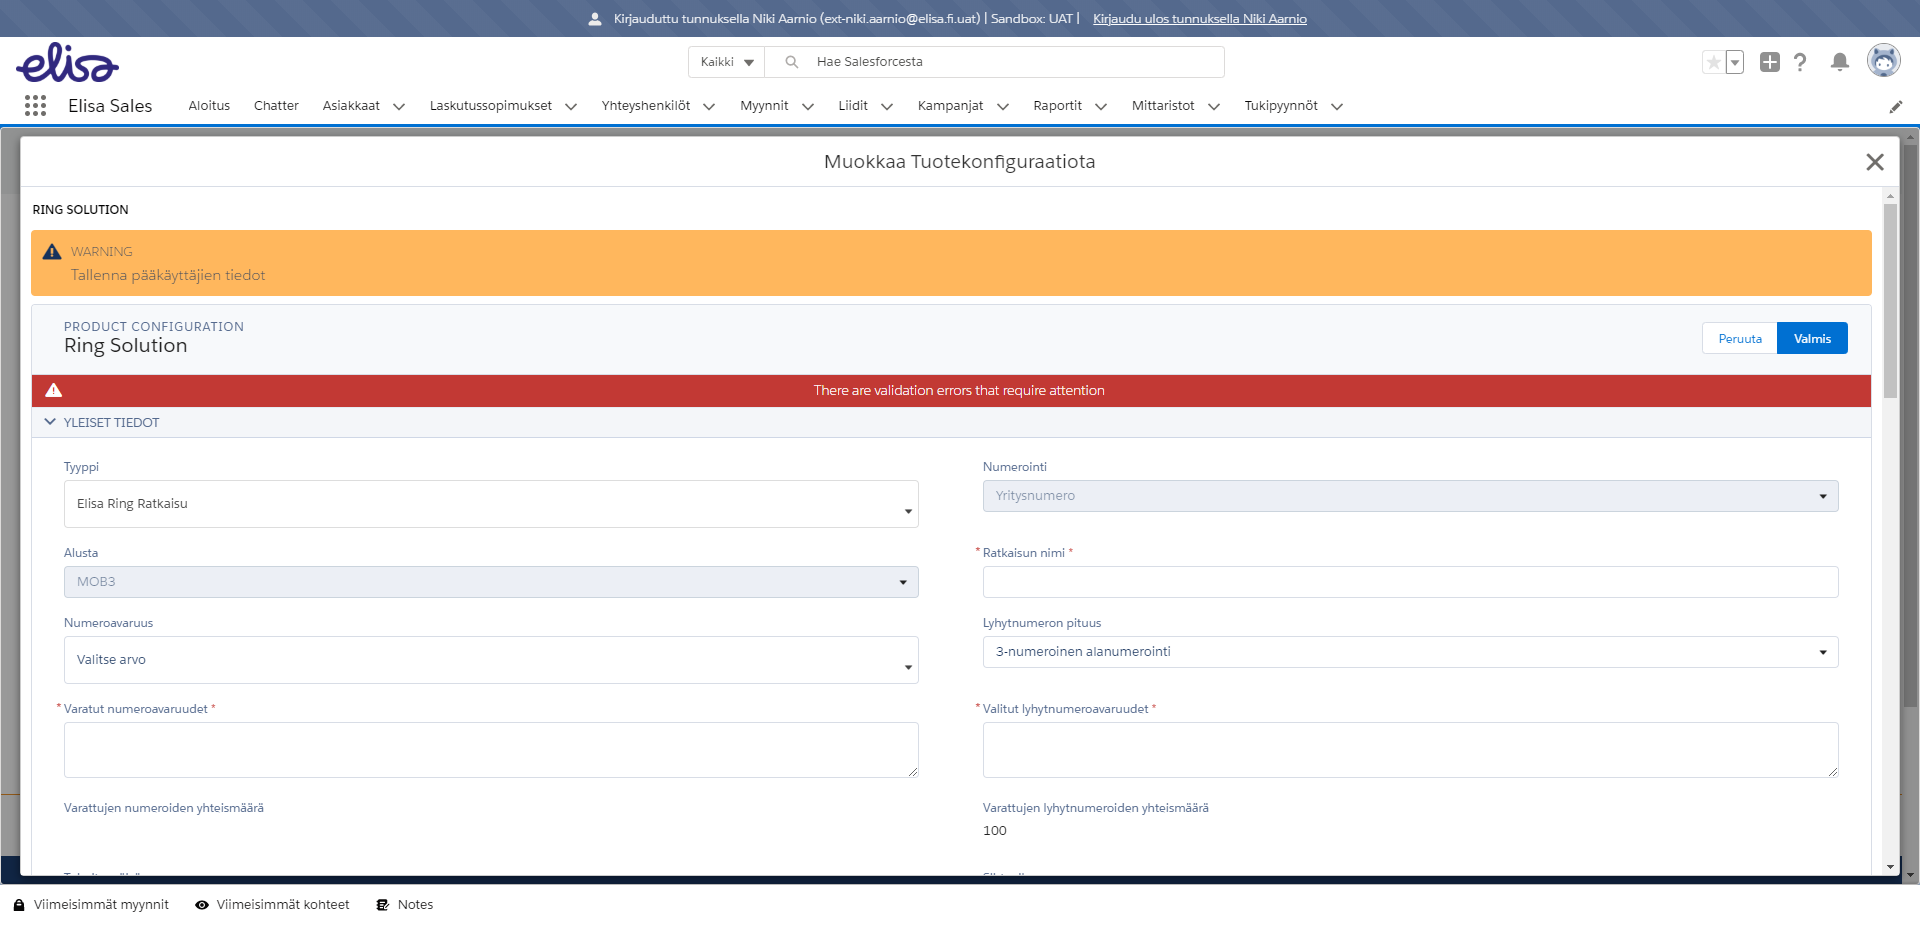 Kirjauduttu tunnuksella Niki Aarnio (ext-niki.aarnio@elisa.fi.uat) | Sandbox: UAT | Kirjaudu ulos tunnuksella Niki Aarnio
elisa
Kaikki Hae Salesforcesta
Elisa Sales Aloitus Chatter Asiakkaat Laskutussopimukset Yhteyshenkilöt Myynnit Liidit Kampanjat Raportit Mittaristot Tukipyynnöt
Muokkaa Tuotekonfiguraatiota
RING SOLUTION
WARNING
Tallenna pääkäyttäjien tiedot
PRODUCT CONFIGURATION
Ring Solution
Peruuta Valmis
There are validation errors that require attention
YLEISET TIEDOT
Tyyppi Numerointi
Elisa Ring Ratkaisu Yritysnumero
Alusta *Ratkaisun nimi *
MOB3
Numeroavaruus Lyhytnumeron pituus
Valitse arvo 3-numeroinen alanumerointi
*Varatut numeroavaruudet * *Valitut lyhytnumeroavaruudet *
Varattujen numeroiden yhteismäärä Varattujen lyhytnumeroiden yhteismäärä
100
Viimeisimmät myynnit Viimeisimmät kohteet Notes